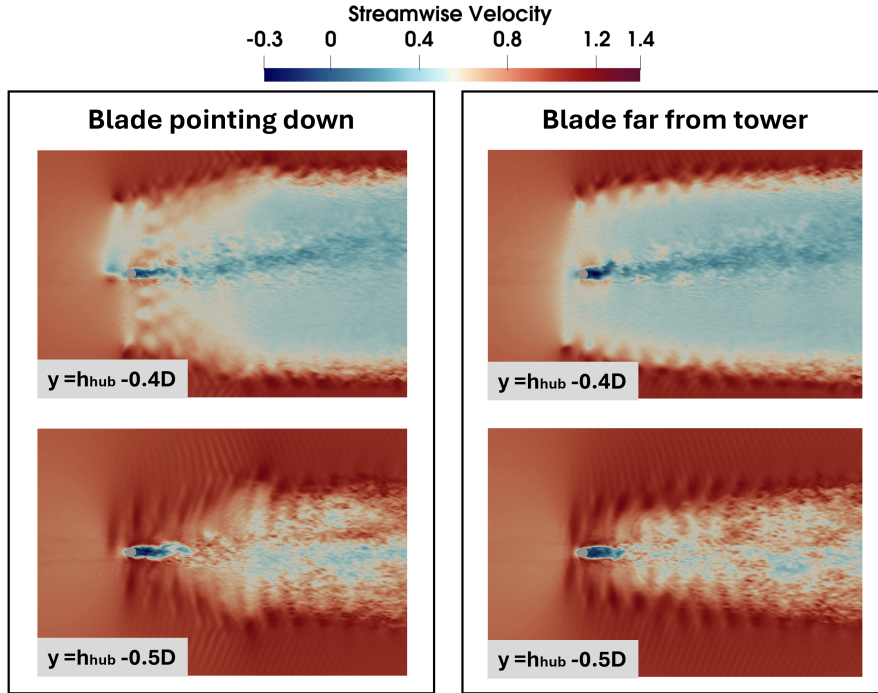 Streamwise Velocity
-0.3 0 0.4 0.8 1.2 1.4
Blade pointing down
y =hhub -0.4D
y =hhub -0.5D
Blade far from tower
y =hhub -0.4D
y =hhub -0.5D